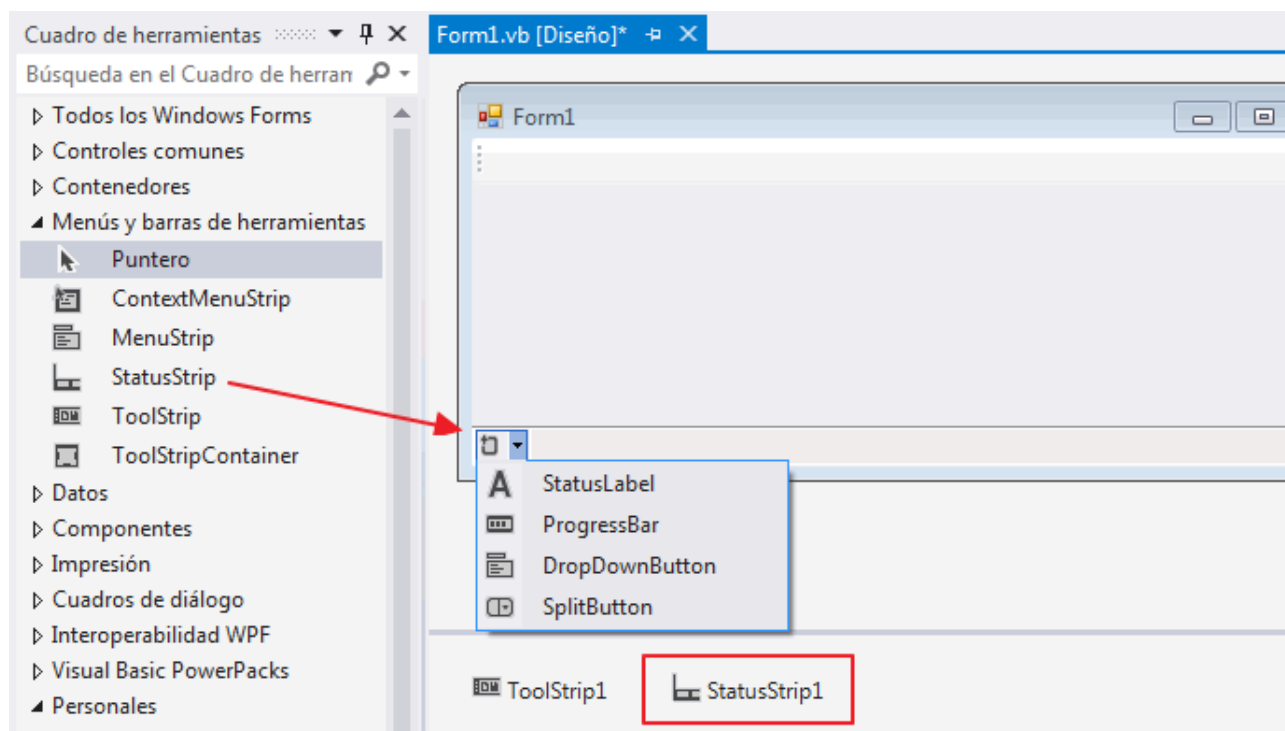 Cuadro de herramientas
Búsqueda en el Cuadro de herran
Todos los Windows Forms
Controles comunes
Contenedores
Menús y barras de herramientas
Puntero
ContextMenuStrip
MenuStrip
StatusStrip
ToolStrip
ToolStripContainer
Datos
Componentes
Impresión
Cuadros de diálogo
Interoperabilidad WPF
Visual Basic PowerPacks
Personales
Form1.vb [Diseño]*
Form1
StatusLabel
ProgressBar
DropDownButton
SplitButton
ToolStrip1
StatusStrip1